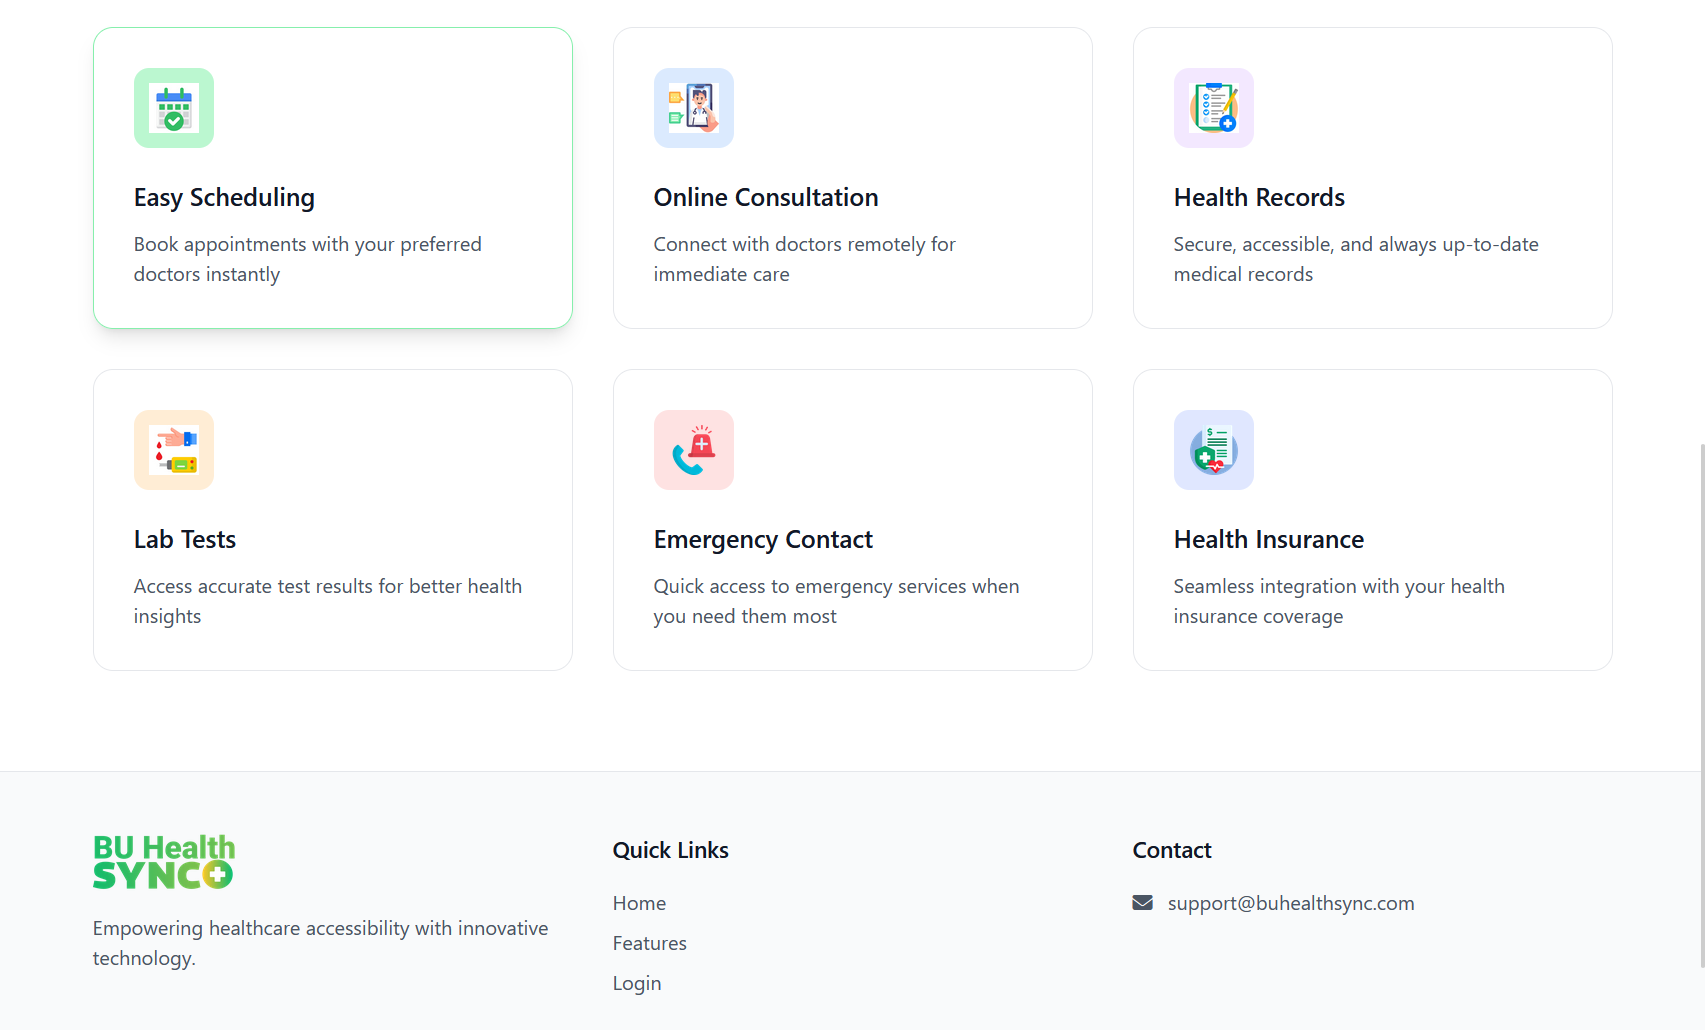 Easy Scheduling
Book appointments with your preferred
doctors instantly
Online Consultation
Connect with doctors remotely for
immediate care
Health Records
Secure, accessible, and always up-to-date
medical records
Lab Tests
Access accurate test results for better health
insights
Emergency Contact
Quick access to emergency services when
you need them most
$
Health Insurance
Seamless integration with your health
insurance coverage
BU Health
SYNC
Empowering healthcare accessibility with innovative
technology.
Quick Links
Home
Features
Login
Contact
support@buhealthsync.com